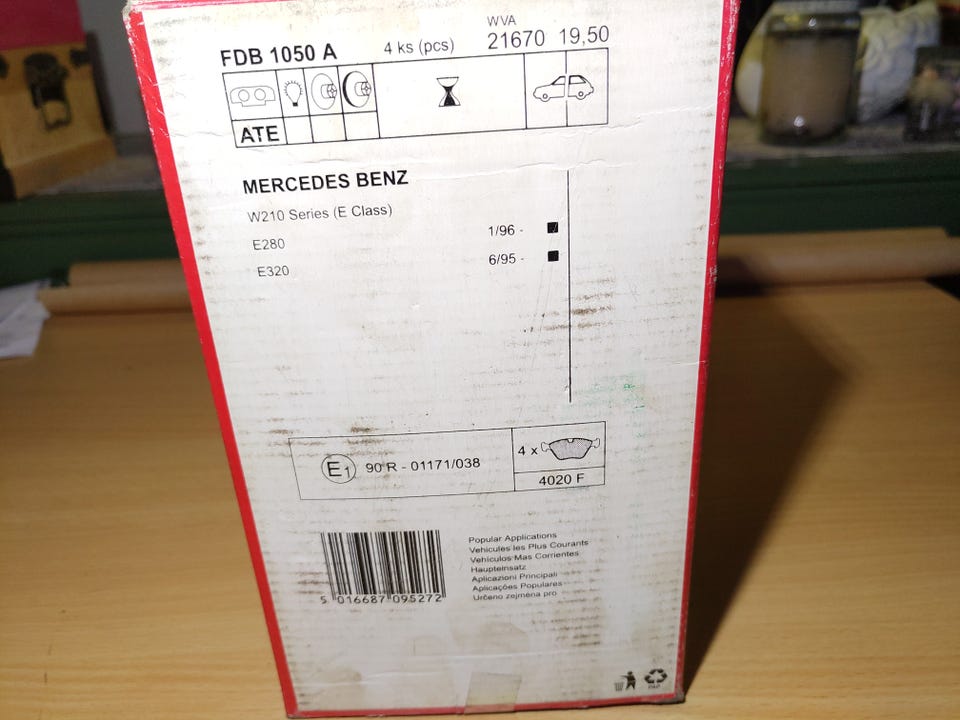 WVA
FDB 1050 A 4 ks (pcs) 21670 19,50
ATE
MERCEDES BENZ
W210 Series (E Class)
E280 1/96 -
E320 6/95 -
E1 90 R - 01171/038 4 x
4020 F
Popular Applications
Vehicules les Plus Courants
Vehículos Mas Corrientes
Haupteinsatz
Aplicazioni Principali
Aplicações Populares
Určeno zejmena pro
5 016687 095272